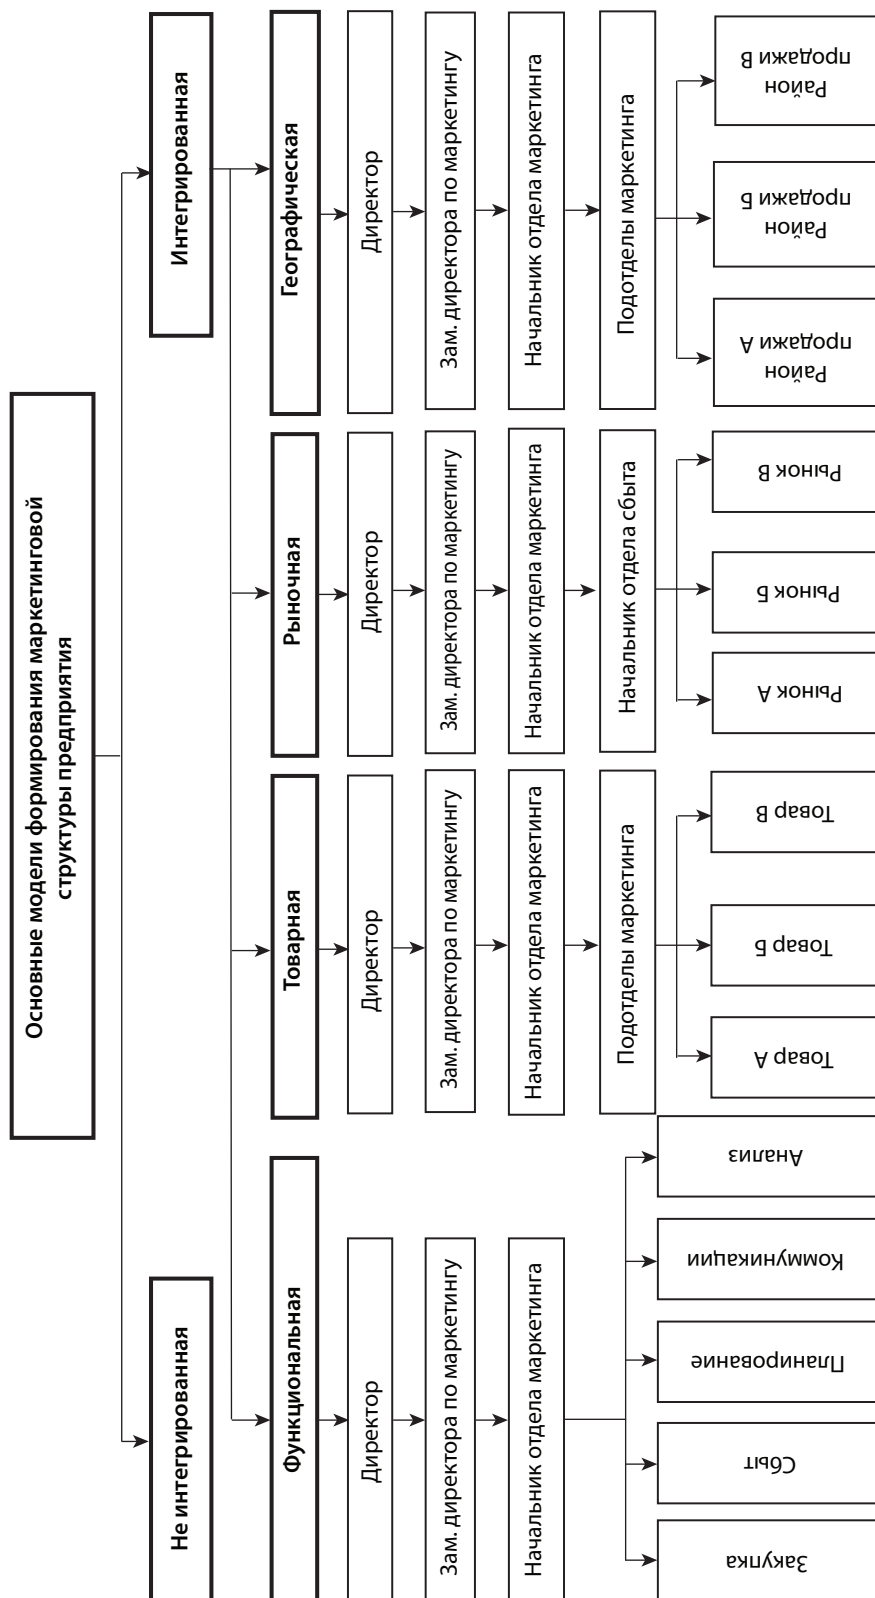 Основные модели формирования маркетинговой
структуры предприятия
Не интегрированная
Интегрированная
Функциональная
Товарная
Рыночная
Географическая
Директор
Директор
Директор
Директор
Зам. директора по маркетингу
Зам. директора по маркетингу
Зам. директора по маркетингу
Зам. директора по маркетингу
Начальник отдела маркетинга
Начальник отдела маркетинга
Начальник отдела маркетинга
Начальник отдела маркетинга
Подотделы маркетинга
Начальник отдела сбыта
Подотделы маркетинга
Закупка
Сбыт
Планирование
Коммуникации
Анализ
Товар А
Товар Б
Товар В
Рынок А
Рынок Б
Рынок В
Район
продажи А
Район
продажи Б
Район
продажи В